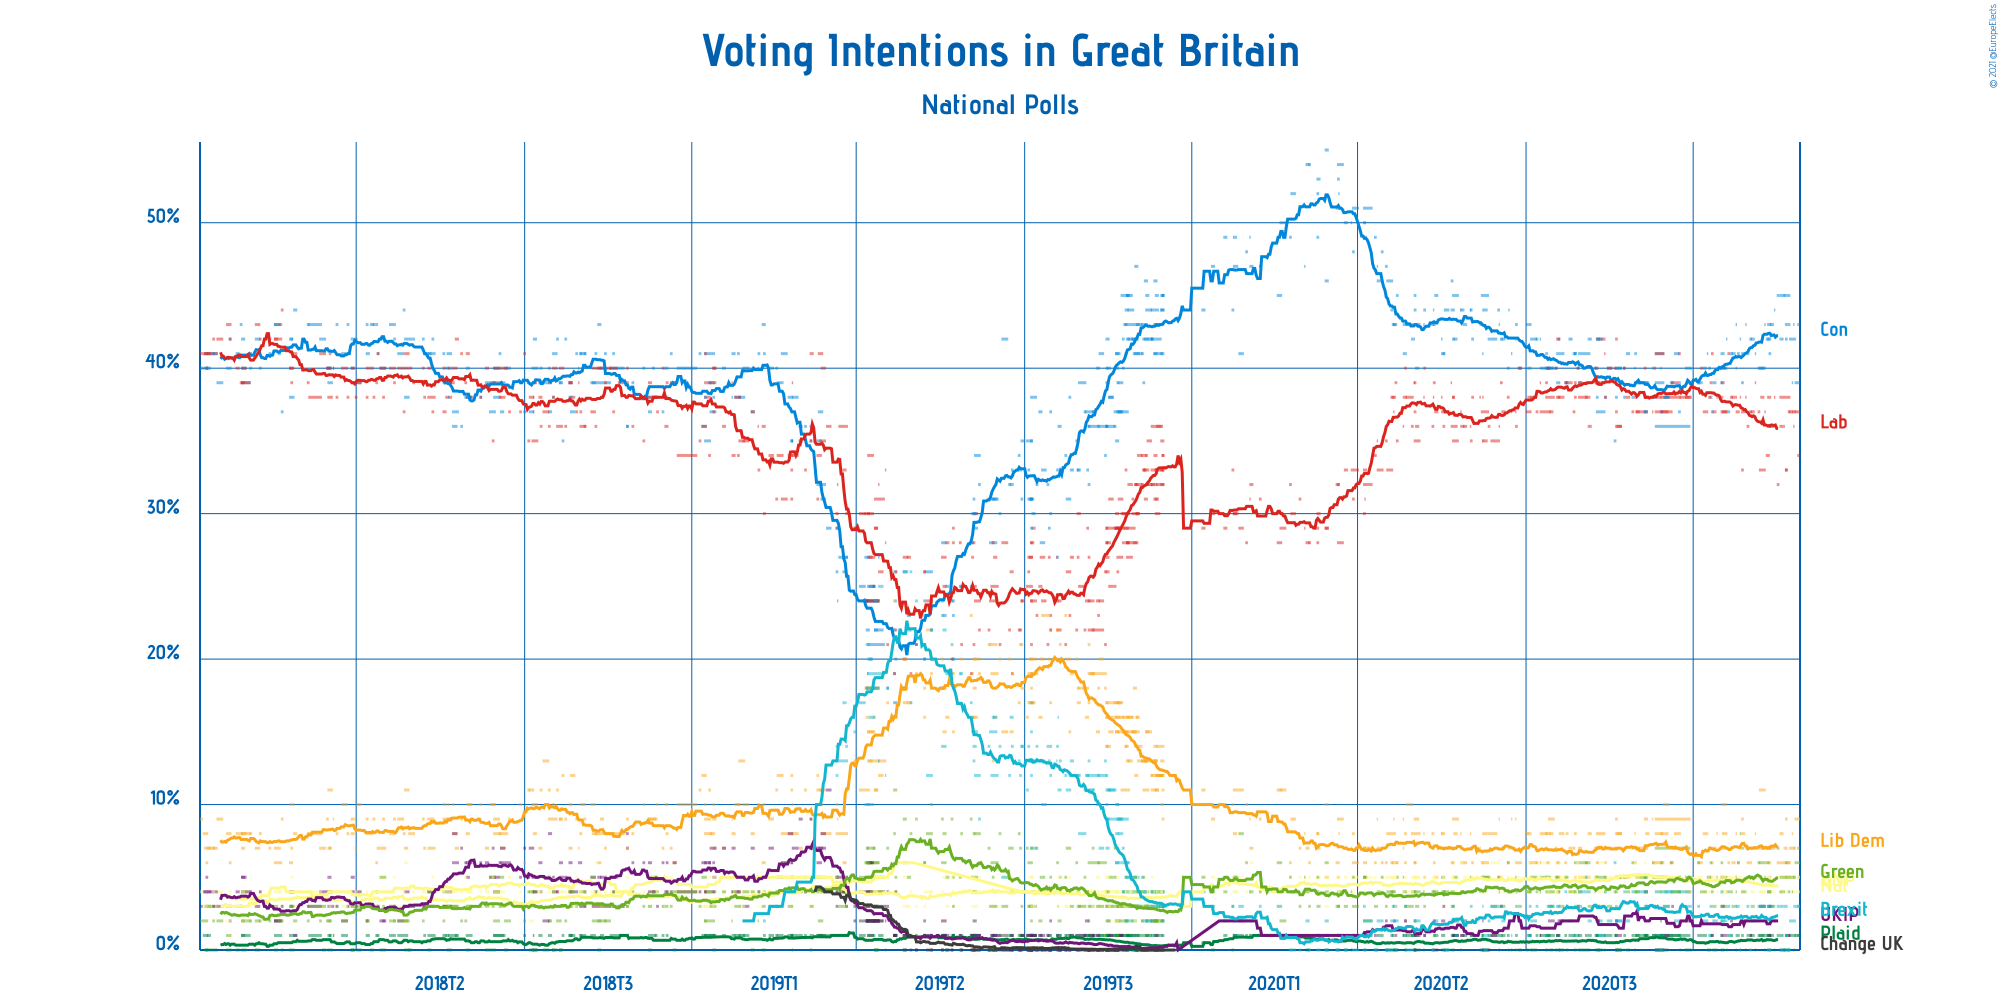 © 2021 @EuropeElects
Voting Intentions in Great Britain
National Polls
50%
40%
30%
20%
10%
0%
Con
Lab
Lib Dem
Green
Brexit
UKIP
Plaid
Change UK
2018T2
2018T3
2019T1
2019T2
2019T3
2020T1
2020T2
2020T3